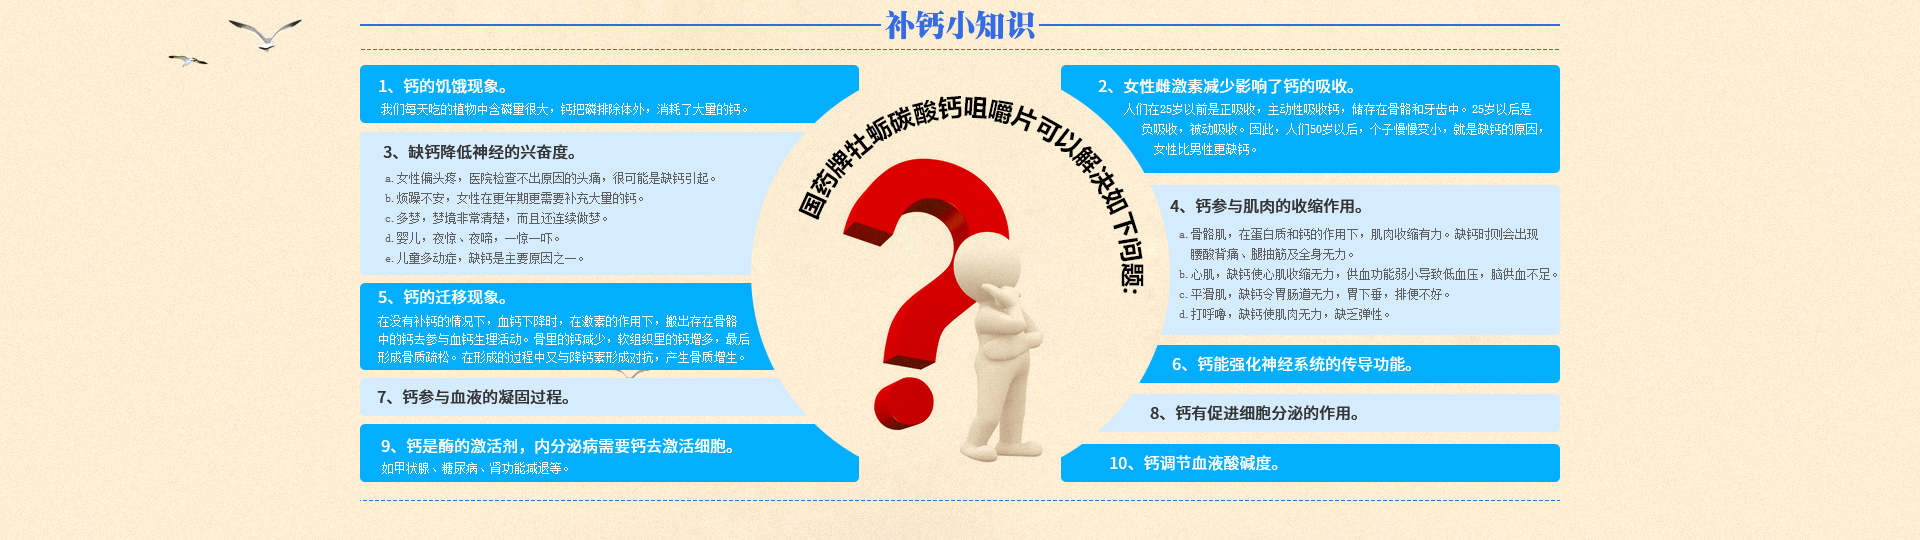 补钙小知识
国药牌牡蛎碳酸钙咀嚼片可以解决如下问题:
1、钙的饥饿现象。
我们每天吃的植物中含磷量很大，钙把磷排除体外，消耗了大量的钙。
2、女性雌激素减少影响了钙的吸收。
人们在25岁以前是正吸收，主动性吸收钙，储存在骨骼和牙齿中。25岁以后是
负吸收，被动吸收。因此，人们50岁以后，个子慢慢变小，就是缺钙的原因，
女性比男性更缺钙。
3、缺钙降低神经的兴奋度。
a. 女性偏头疼，医院检查不出原因的头痛，很可能是缺钙引起。
b. 烦躁不安，女性在更年期更需要补充大量的钙。
c. 多梦，梦境非常清楚，而且还连续做梦。
d. 婴儿，夜惊、夜啼，一惊一吓。
e. 儿童多动症，缺钙是主要原因之一。
4、钙参与肌肉的收缩作用。
a. 骨骼肌，在蛋白质和钙的作用下，肌肉收缩有力。缺钙时则会出现
腰酸背痛、腿抽筋及全身无力。
b. 心肌，缺钙使心肌收缩无力，供血功能弱小导致低血压，脑供血不足。
c. 平滑肌，缺钙令胃肠道无力，胃下垂，排便不好。
d. 打呼噜，缺钙使肌肉无力，缺乏弹性。
5、钙的迁移现象。
在没有补钙的情况下，血钙下降时，在激素的作用下，搬出存在骨骼
中的钙去参与血钙生理活动。骨里的钙减少，软组织里的钙增多，最后
形成骨质疏松。在形成的过程中又与降钙素形成对抗，产生骨质增生。
6、钙能强化神经系统的传导功能。
7、钙参与血液的凝固过程。
8、钙有促进细胞分泌的作用。
9、钙是酶的激活剂，内分泌病需要钙去激活细胞。
如甲状腺、糖尿病、肾功能减退等。
10、钙调节血液酸碱度。